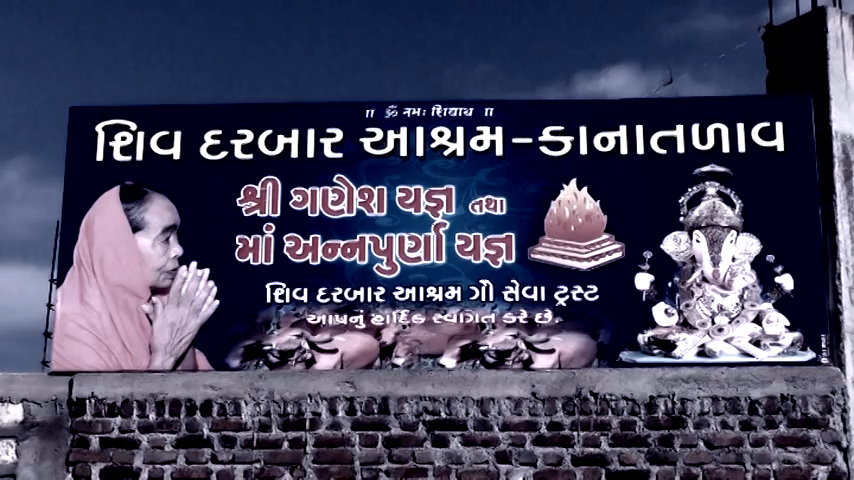 ॥ ૐ નમઃ શિવાય ॥
શિવ દરબાર આશ્રમ-કાનાતળાવ
શ્રી ગણેશ યજ્ઞ તથા
માં અન્નપુર્ણા યજ્ઞ
શિવ દરબાર આશ્રમ ગૌ સેવા ટ્રસ્ટ
આપનું હાર્દિક સ્વાગત કરે છે.